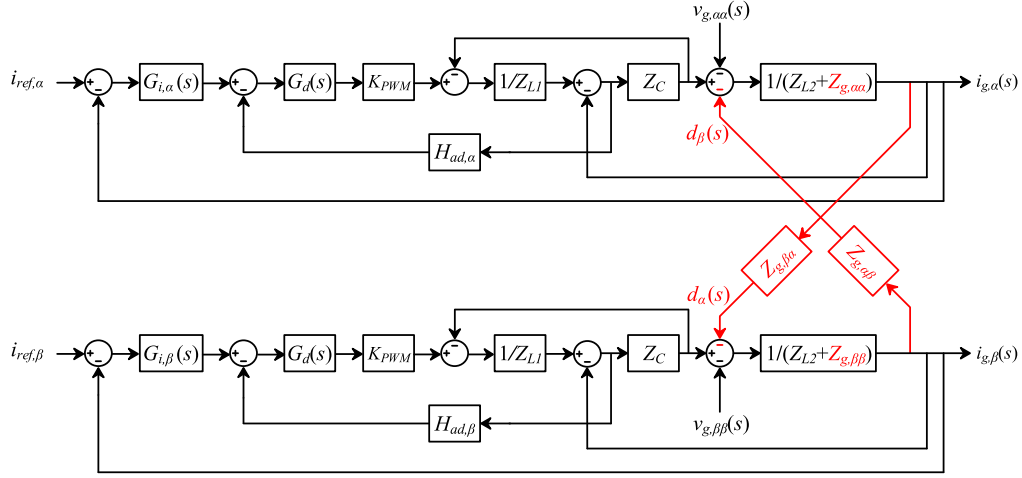 v_g,αα(s)
i_ref,α G_i,α(s) G_d(s) K_PWM 1/Z_L1 Z_C 1/(Z_L2+Z_g,αα) i_g,α(s)
d_β(s)
H_ad,α
Z_g,βα Z_g,αβ
d_α(s)
i_ref,β G_i,β(s) G_d(s) K_PWM 1/Z_L1 Z_C 1/(Z_L2+Z_g,ββ) i_g,β(s)
H_ad,β v_g,ββ(s)